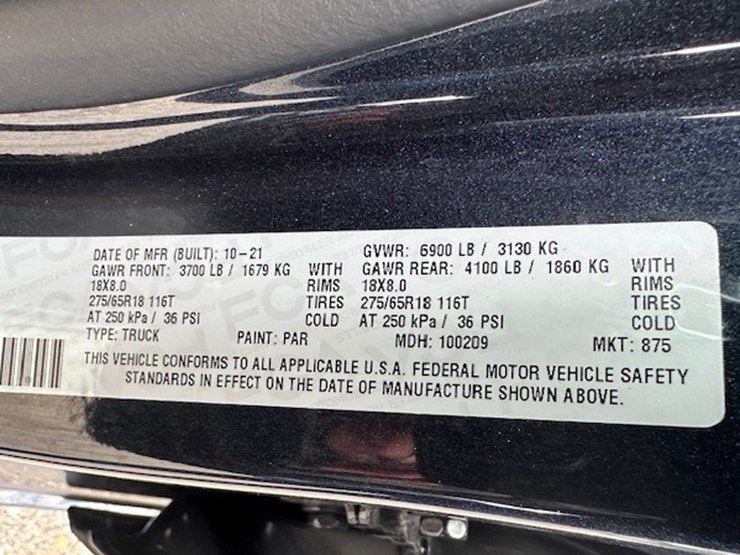 DATE OF MFR (BUILT): 10-21 GVWR: 6900 LB / 3130 KG
GAWR FRONT: 3700 LB / 1679 KG WITH GAWR REAR: 4100 LB / 1860 KG WITH
18X8.0 RIMS 18X8.0 RIMS
275/65R18 116T TIRES 275/65R18 116T TIRES
AT 250 kPa / 36 PSI COLD AT 250 kPa / 36 PSI COLD
TYPE: TRUCK PAINT: PAR MDH: 100209 MKT: 875
THIS VEHICLE CONFORMS TO ALL APPLICABLE U.S.A. FEDERAL MOTOR VEHICLE SAFETY
STANDARDS IN EFFECT ON THE DATE OF MANUFACTURE SHOWN ABOVE.